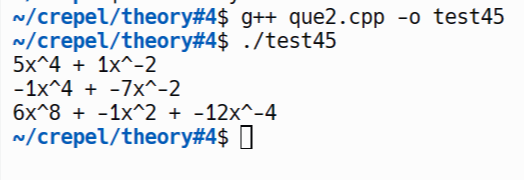 ~/crepel/theory#4$ g++ que2.cpp -o test45
~/crepel/theory#4$ ./test45
5x^4 + 1x^-2
-1x^4 + -7x^-2
6x^8 + -1x^2 + -12x^-4
~/crepel/theory#4$